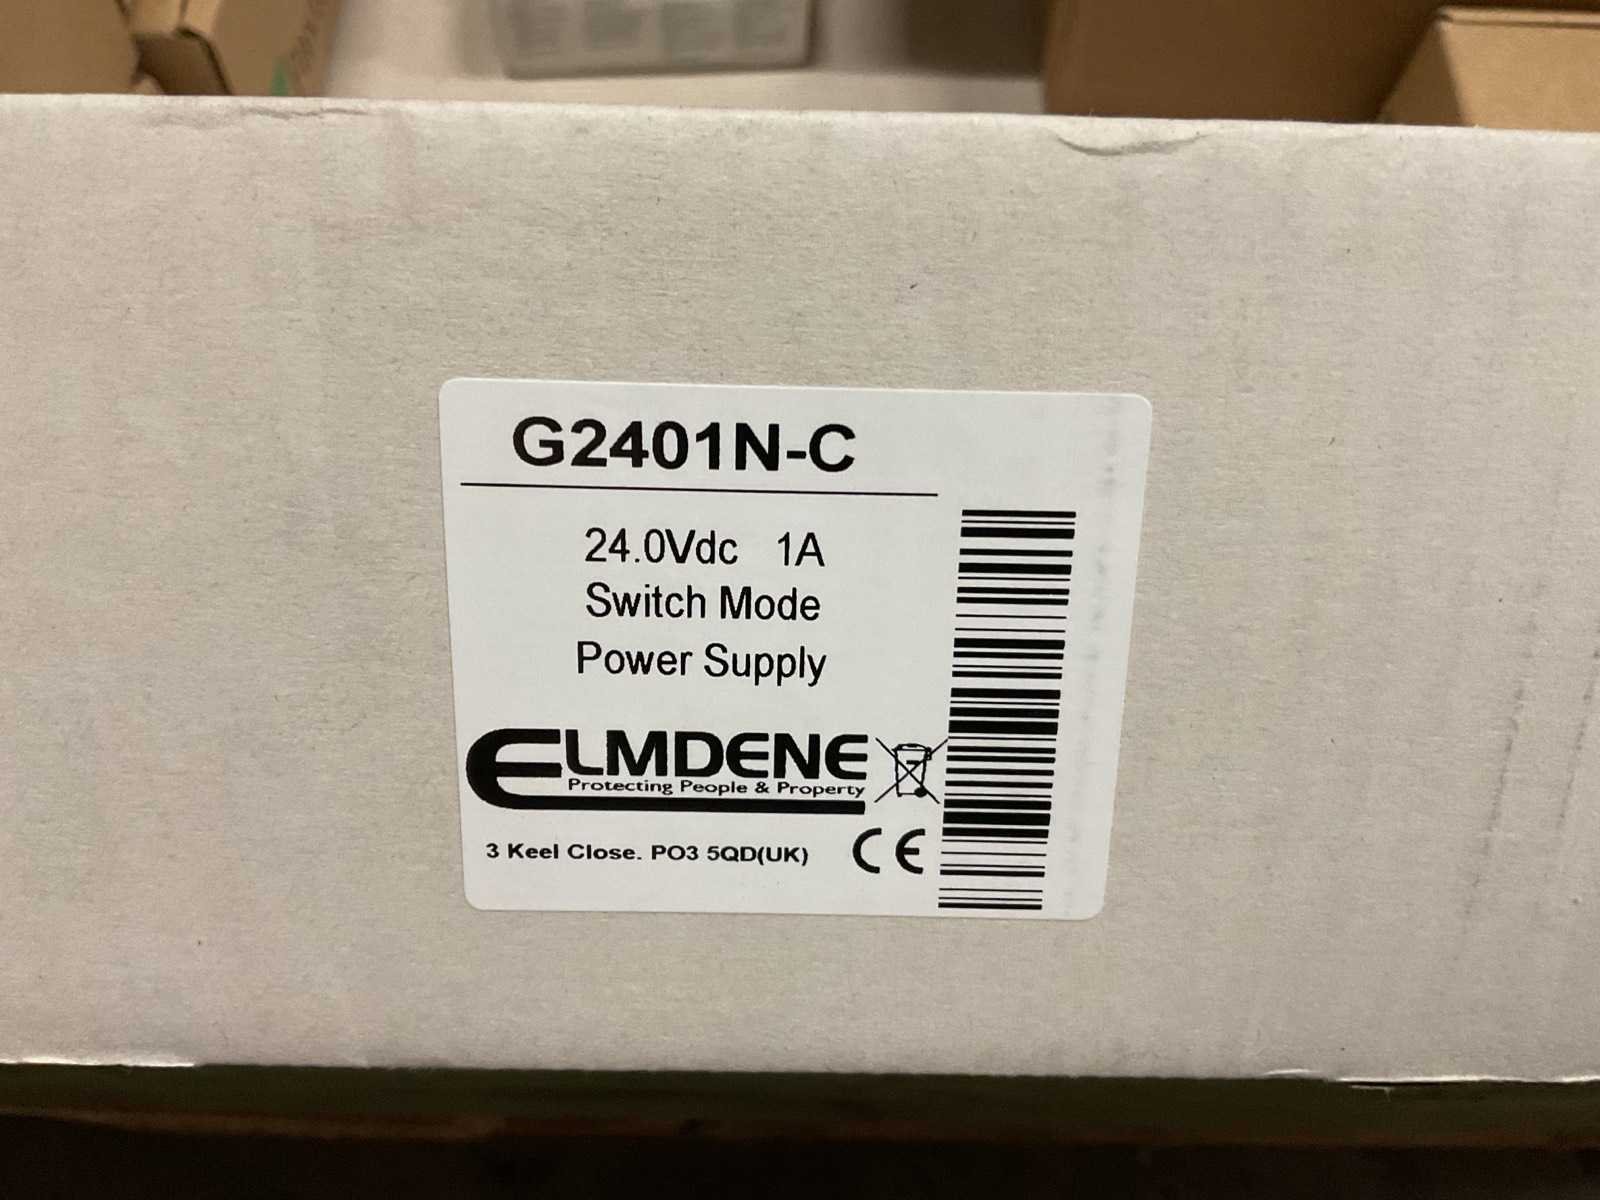 G2401N-C
24.0Vdc 1A
Switch Mode
Power Supply
ELMDENE
Protecting People & Property
3 Keel Close. PO3 5QD(UK)
CE